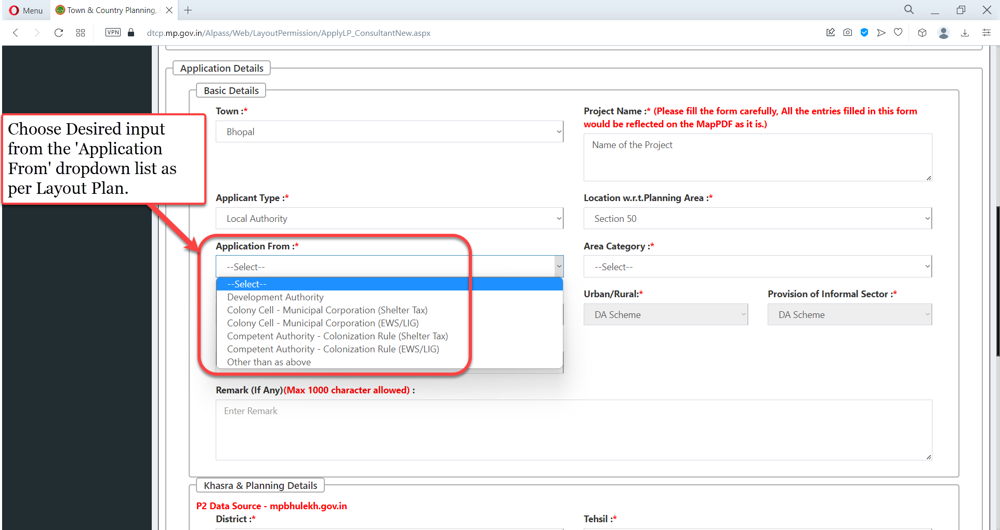 Menu
Town & Country Planning,
VPN
dtcp.mp.gov.in/Alpass/Web/LayoutPermission/ApplyLP_ConsultantNew.aspx
Application Details
Basic Details
Choose Desired input
from the 'Application
From' dropdown list as
per Layout Plan.
Town :*
Bhopal
Project Name :* (Please fill the form carefully, All the entries filled in this form
would be reflected on the MapPDF as it is.)
Name of the Project
Applicant Type :*
Local Authority
Location w.r.t.Planning Area :*
Section 50
Application From :*
--Select--
Area Category :*
--Select--
--Select--
Development Authority
Colony Cell - Municipal Corporation (Shelter Tax)
Colony Cell - Municipal Corporation (EWS/LIG)
Competent Authority - Colonization Rule (Shelter Tax)
Competent Authority - Colonization Rule (EWS/LIG)
Other than as above
Urban/Rural:*
DA Scheme
Provision of Informal Sector :*
DA Scheme
Remark (If Any)(Max 1000 character allowed) :
Enter Remark
Khasra & Planning Details
P2 Data Source - mpbhulekh.gov.in
District :*
Tehsil :*